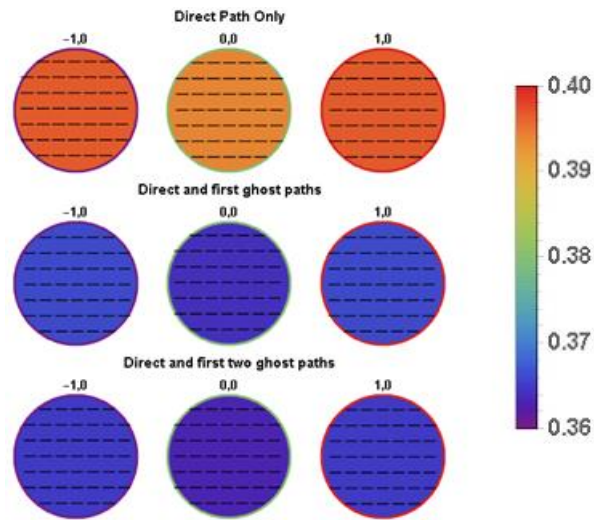 Direct Path Only
−1,0 0,0 1,0
Direct and first ghost paths
−1,0 0,0 1,0
Direct and first two ghost paths
−1,0 0,0 1,0
0.40
0.39
0.38
0.37
0.36